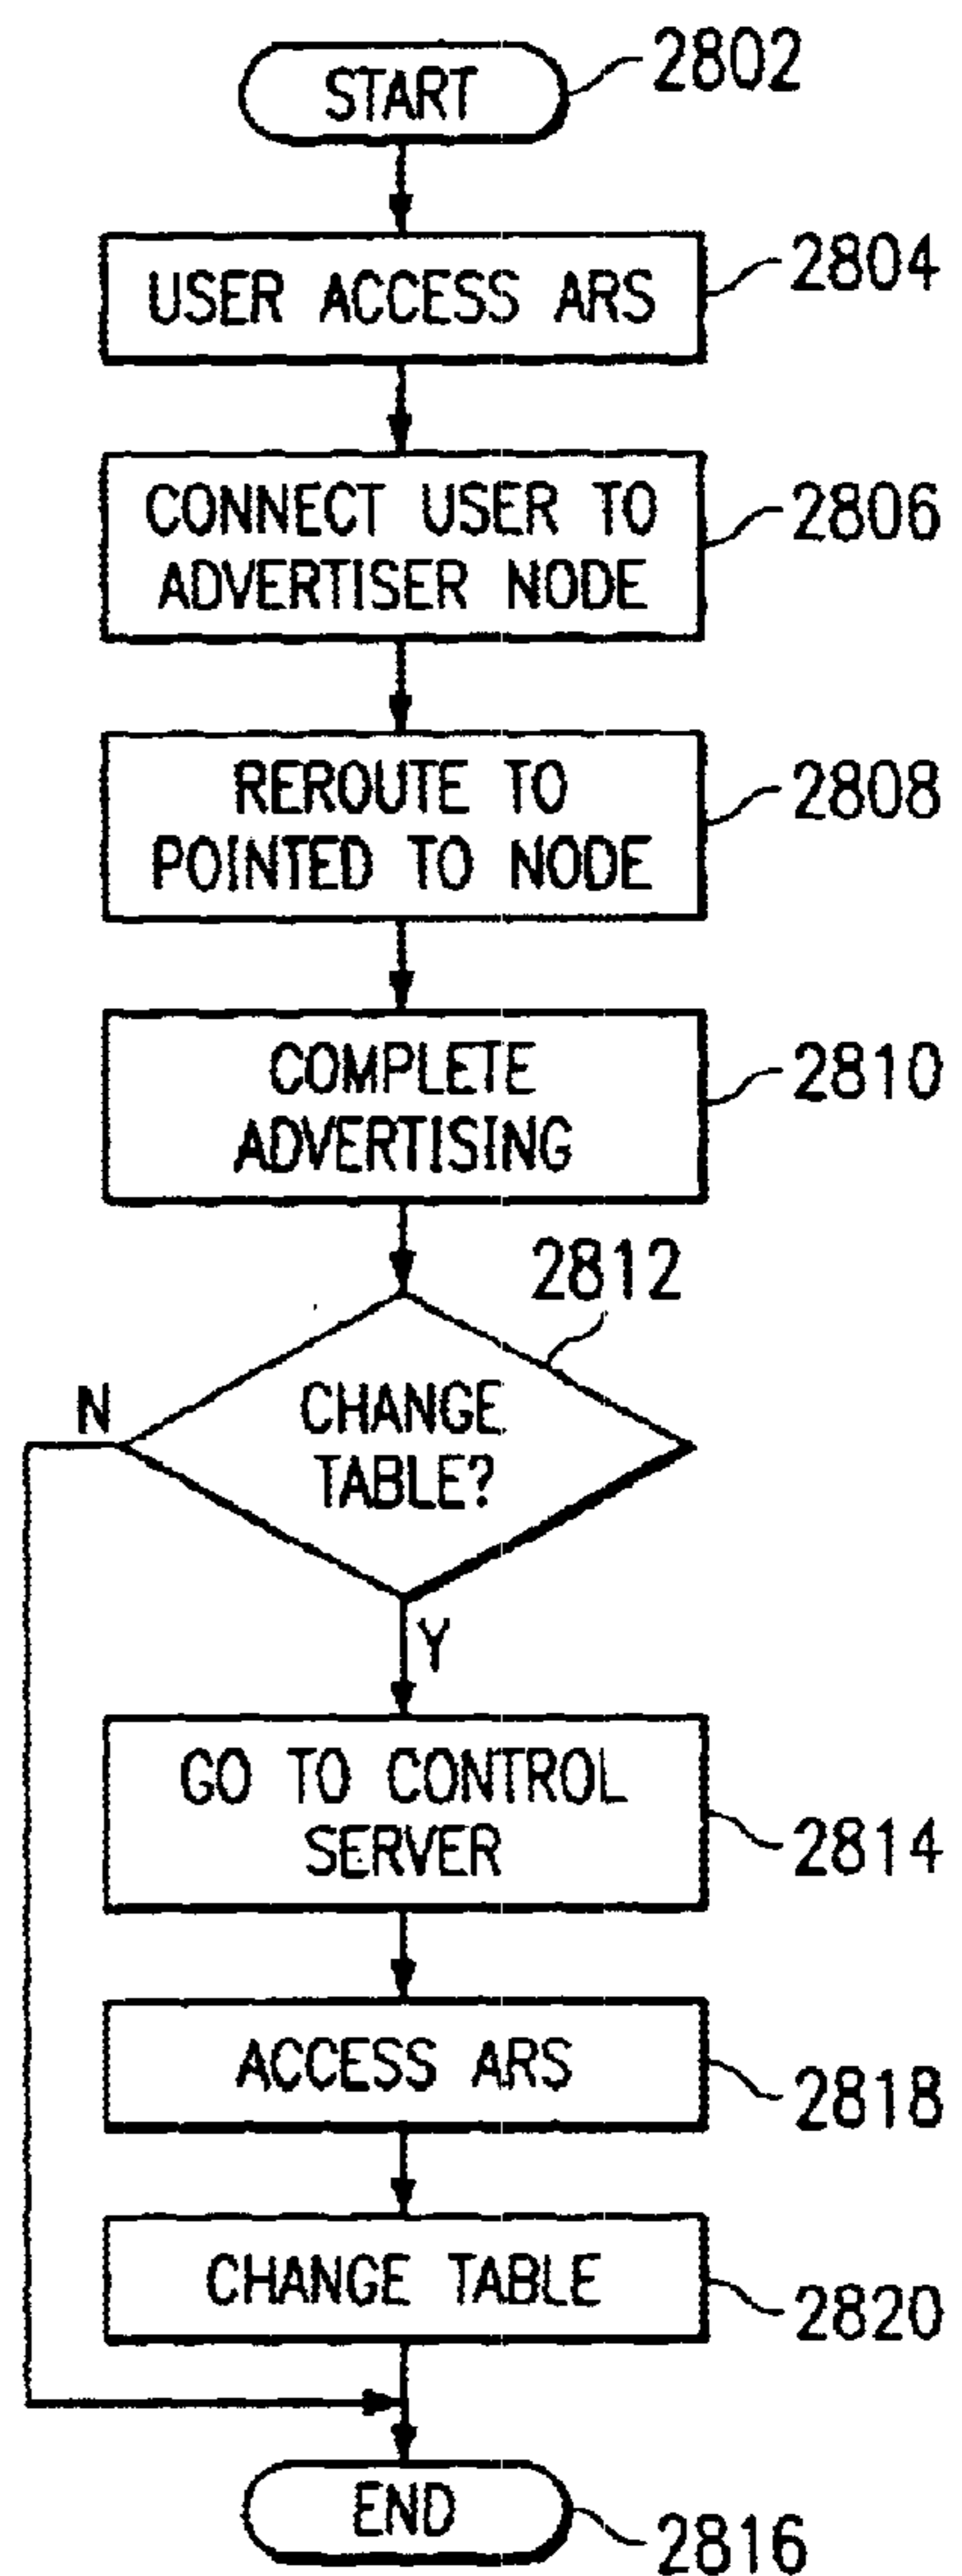 START
2802
USER ACCESS ARS
2804
CONNECT USER TO
ADVERTISER NODE
2806
REROUTE TO
POINTED TO NODE
2808
COMPLETE
ADVERTISING
2810
2812
CHANGE
TABLE?
N
Y
GO TO CONTROL
SERVER
2814
ACCESS ARS
2818
CHANGE TABLE
2820
END
2816